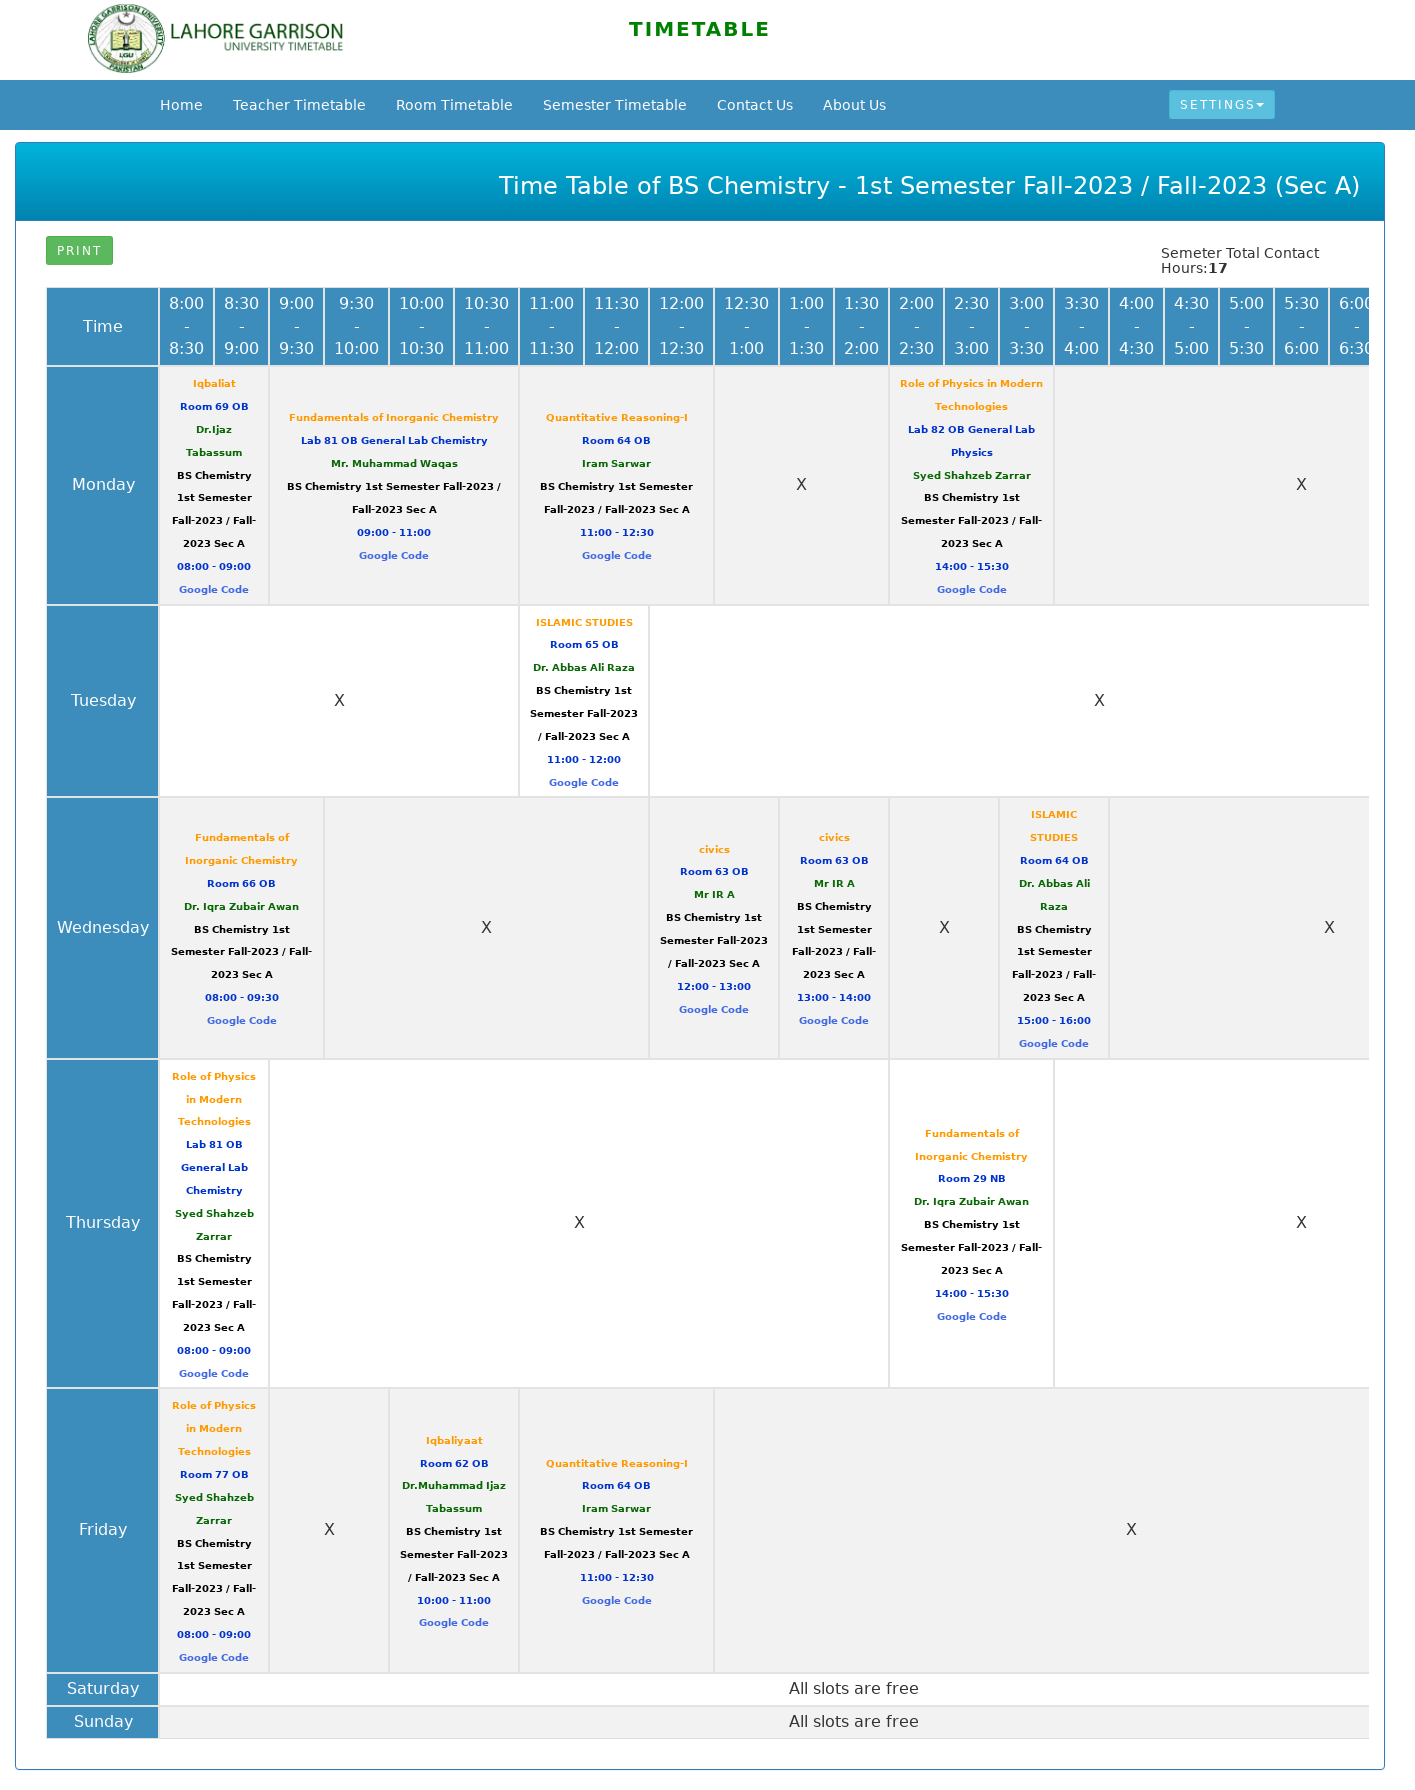 LAHORE GARRISON
UNIVERSITY TIMETABLE
TIMETABLE
Home Teacher Timetable Room Timetable Semester Timetable Contact Us About Us SETTINGS
Time Table of BS Chemistry - 1st Semester Fall-2023 / Fall-2023 (Sec A)
PRINT
Semeter Total Contact
Hours:17
Time
8:00
-
8:30
8:30
-
9:00
9:00
-
9:30
9:30
-
10:00
10:00
-
10:30
10:30
-
11:00
11:00
-
11:30
11:30
-
12:00
12:00
-
12:30
12:30
-
1:00
1:00
-
1:30
1:30
-
2:00
2:00
-
2:30
2:30
-
3:00
3:00
-
3:30
3:30
-
4:00
4:00
-
4:30
4:30
-
5:00
5:00
-
5:30
5:30
-
6:00
6:00
-
6:30
Monday
Iqbaliat
Room 69 OB
Dr.Ijaz
Tabassum
BS Chemistry
1st Semester
Fall-2023 / Fall-
2023 Sec A
08:00 - 09:00
Google Code
Fundamentals of Inorganic Chemistry
Lab 81 OB General Lab Chemistry
Mr. Muhammad Waqas
BS Chemistry 1st Semester Fall-2023 /
Fall-2023 Sec A
09:00 - 11:00
Google Code
Quantitative Reasoning-I
Room 64 OB
Iram Sarwar
BS Chemistry 1st Semester
Fall-2023 / Fall-2023 Sec A
11:00 - 12:30
Google Code
X
Role of Physics in Modern
Technologies
Lab 82 OB General Lab
Physics
Syed Shahzeb Zarrar
BS Chemistry 1st
Semester Fall-2023 / Fall-
2023 Sec A
14:00 - 15:30
Google Code
X
Tuesday
X
ISLAMIC STUDIES
Room 65 OB
Dr. Abbas Ali Raza
BS Chemistry 1st
Semester Fall-2023
/ Fall-2023 Sec A
11:00 - 12:00
Google Code
X
Wednesday
Fundamentals of
Inorganic Chemistry
Room 66 OB
Dr. Iqra Zubair Awan
BS Chemistry 1st
Semester Fall-2023 / Fall-
2023 Sec A
08:00 - 09:30
Google Code
X
civics
Room 63 OB
Mr IR A
BS Chemistry 1st
Semester Fall-2023
/ Fall-2023 Sec A
12:00 - 13:00
Google Code
civics
Room 63 OB
Mr IR A
BS Chemistry
1st Semester
Fall-2023 / Fall-
2023 Sec A
13:00 - 14:00
Google Code
X
ISLAMIC
STUDIES
Room 64 OB
Dr. Abbas Ali
Raza
BS Chemistry
1st Semester
Fall-2023 / Fall-
2023 Sec A
15:00 - 16:00
Google Code
X
Thursday
Role of Physics
in Modern
Technologies
Lab 81 OB
General Lab
Chemistry
Syed Shahzeb
Zarrar
BS Chemistry
1st Semester
Fall-2023 / Fall-
2023 Sec A
08:00 - 09:00
Google Code
X
Fundamentals of
Inorganic Chemistry
Room 29 NB
Dr. Iqra Zubair Awan
BS Chemistry 1st
Semester Fall-2023 / Fall-
2023 Sec A
14:00 - 15:30
Google Code
X
Friday
Role of Physics
in Modern
Technologies
Room 77 OB
Syed Shahzeb
Zarrar
BS Chemistry
1st Semester
Fall-2023 / Fall-
2023 Sec A
08:00 - 09:00
Google Code
X
Iqbaliyaat
Room 62 OB
Dr.Muhammad Ijaz
Tabassum
BS Chemistry 1st
Semester Fall-2023
/ Fall-2023 Sec A
10:00 - 11:00
Google Code
Quantitative Reasoning-I
Room 64 OB
Iram Sarwar
BS Chemistry 1st Semester
Fall-2023 / Fall-2023 Sec A
11:00 - 12:30
Google Code
X
Saturday
All slots are free
Sunday
All slots are free